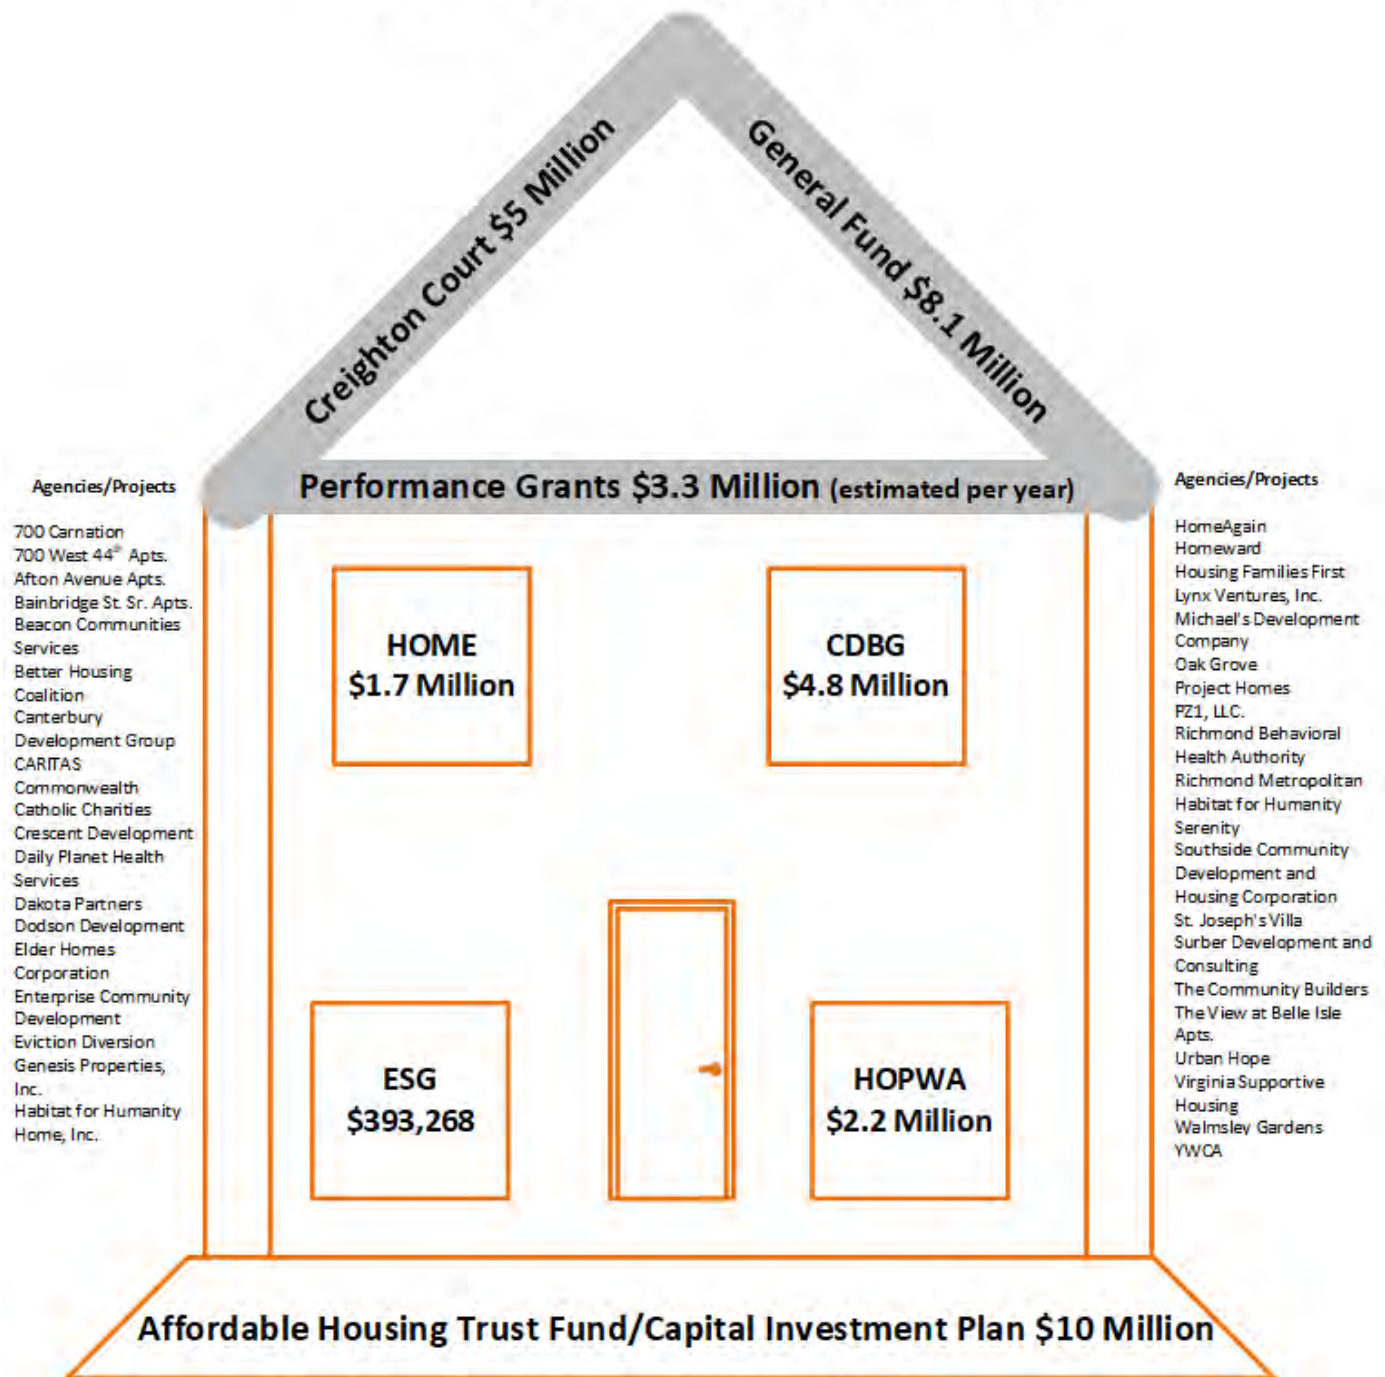 Creighton Court $5 Million
General Fund $8.1 Million
Performance Grants $3.3 Million (estimated per year)
Agencies/Projects
700 Carnation
700 West 44th Apts.
Afton Avenue Apts.
Bainbridge St. Sr. Apts.
Beacon Communities
Services
Better Housing
Coalition
Canterbury
Development Group
CARITAS
Commonwealth
Catholic Charities
Crescent Development
Daily Planet Health
Services
Dakota Partners
Dodson Development
Elder Homes
Corporation
Enterprise Community
Development
Eviction Diversion
Genesis Properties,
Inc.
Habitat for Humanity
Home, Inc.
HOME
$1.7 Million
CDBG
$4.8 Million
ESG
$393,268
HOPWA
$2.2 Million
Agencies/Projects
HomeAgain
Homeward
Housing Families First
Lynx Ventures, Inc.
Michael's Development
Company
Oak Grove
Project Homes
PZ1, LLC.
Richmond Behavioral
Health Authority
Richmond Metropolitan
Habitat for Humanity
Serenity
Southside Community
Development and
Housing Corporation
St. Joseph's Villa
Surber Development and
Consulting
The Community Builders
The View at Belle Isle
Apts.
Urban Hope
Virginia Supportive
Housing
Walmsley Gardens
YWCA
Affordable Housing Trust Fund/Capital Investment Plan $10 Million